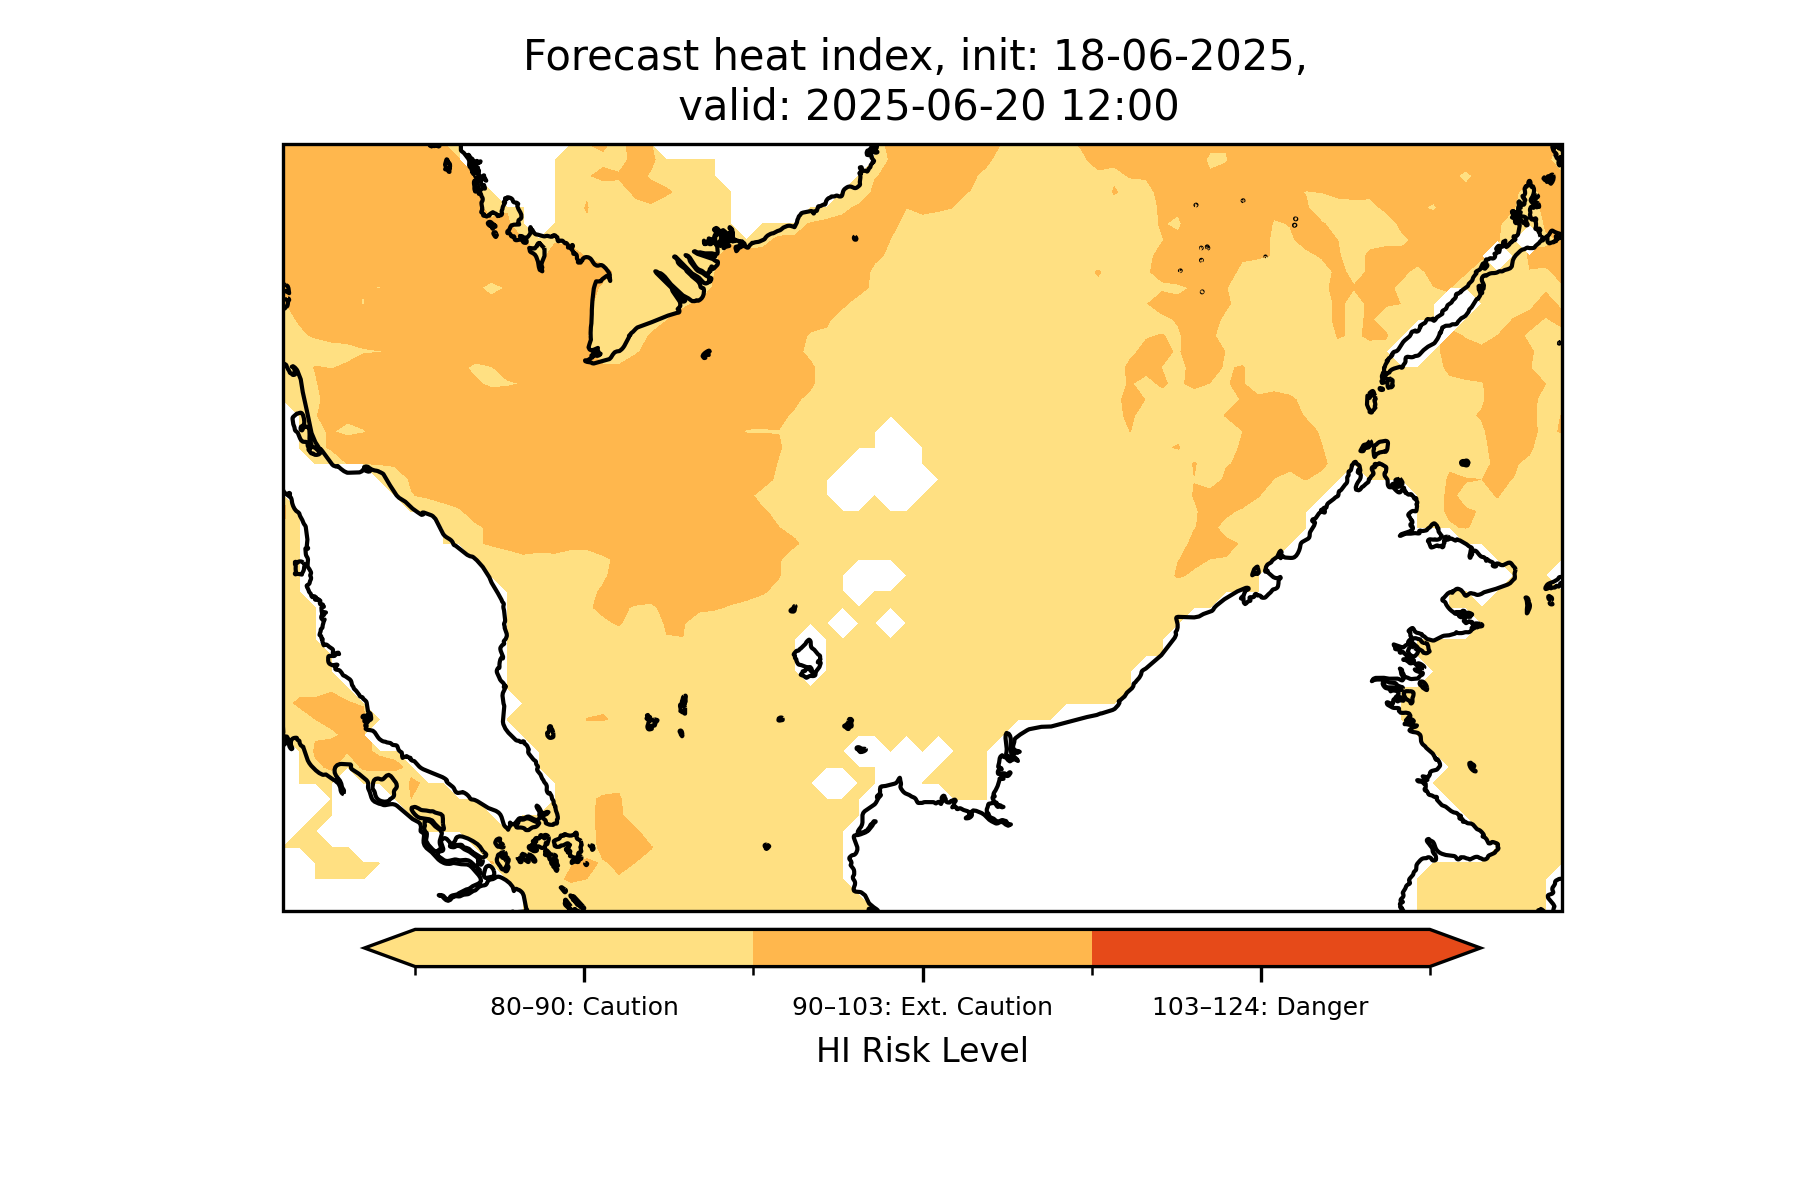 Forecast heat index, init: 18-06-2025,
valid: 2025-06-20 12:00
80–90: Caution
90–103: Ext. Caution
103–124: Danger
HI Risk Level